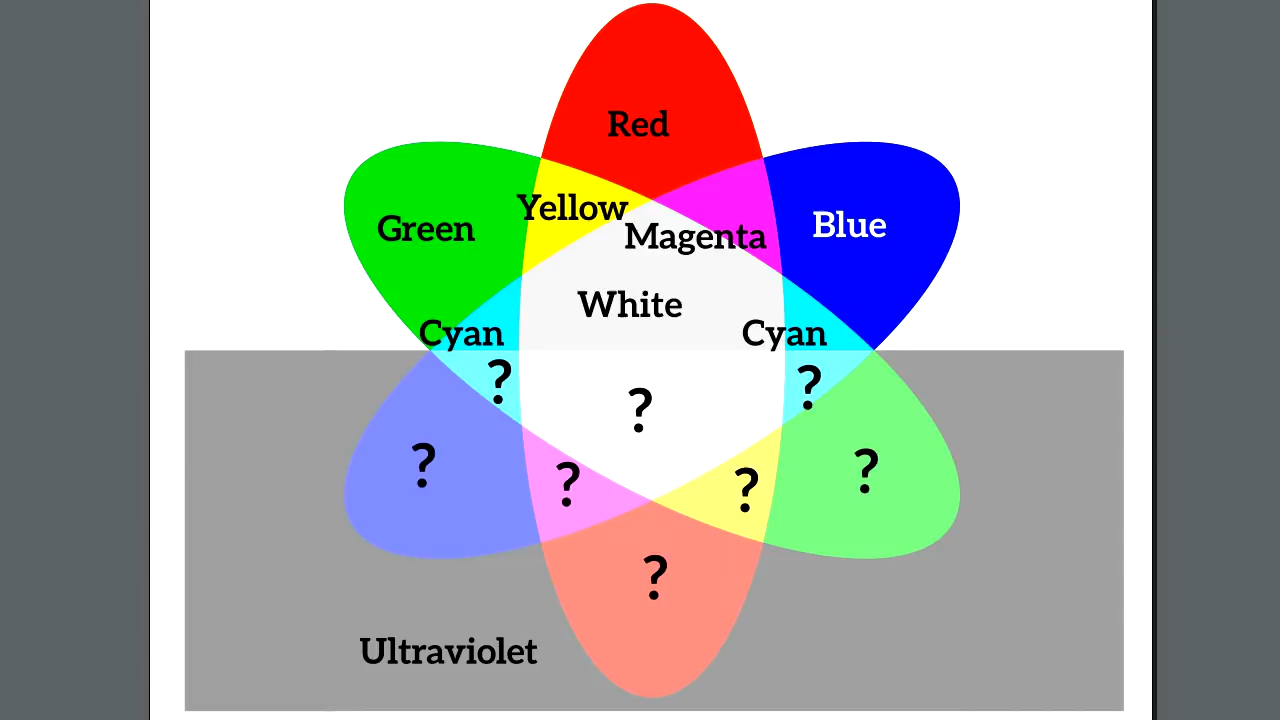 Red
Yellow
Green
Blue
Magenta
White
Cyan
Cyan
?
?
?
?
?
?
?
?
Ultraviolet